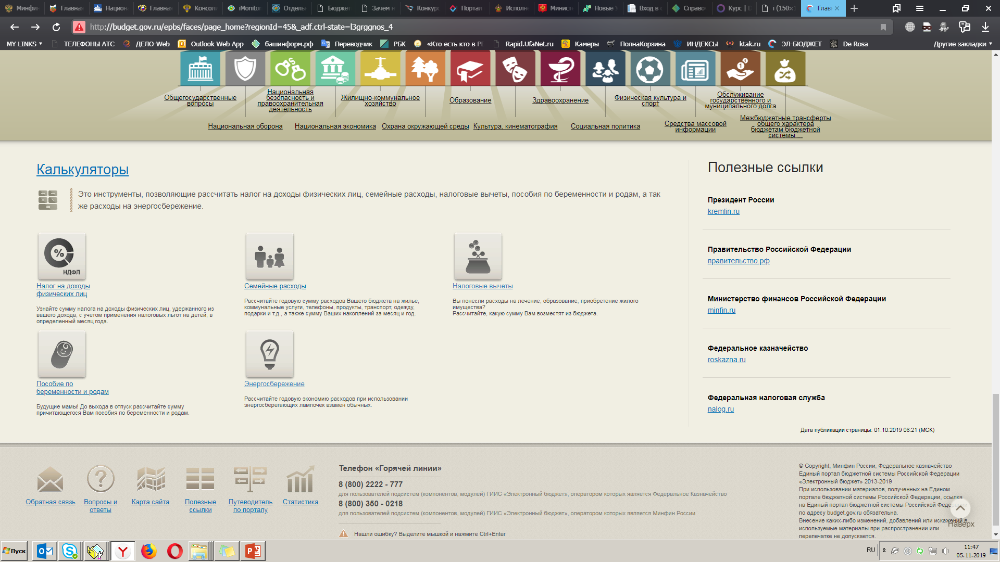 Минфи
Главная
Национ
Главная
Консоли
iMonitor
Отдель
Бюджет
Зачем н
Конкурс
Портал
Исполн
Минист
Новые У
Вход в с
Справо
Курс | D
i (150×1
Глав
http://budget.gov.ru/epbs/faces/page_home?regionId=45&_adf.ctrl-state=l3grggnos_4
MY LINKS
ТЕЛЕФОНЫ АТС
ДЕЛО-Web
Outlook Web App
башинформ.рф
Переводчик
РБК
«Кто есть кто в РБ
Rapid.UfaNet.ru
Камеры
ПолнаКорзина
ИНДЕКСЫ
ktak.ru
ЭЛ-БЮДЖЕТ
De Rosa
Другие закладки
Общегосударственные
вопросы
Национальная
безопасность и
правоохранительная
деятельность
Жилищно-коммунальное
хозяйство
Образование
Здравоохранение
Физическая культура и
спорт
Обслуживание
государственного и
муниципального долга
Национальная оборона
Национальная экономика
Охрана окружающей среды
Культура, кинематография
Социальная политика
Средства массовой
информации
Межбюджетные трансферты
общего характера
бюджетам бюджетной
системы ...
Калькуляторы
Это инструменты, позволяющие рассчитать налог на доходы физических лиц, семейные расходы, налоговые вычеты, пособия по беременности и родам, а так
же расходы на энергосбережение.
%
НДФЛ
Налог на доходы
физических лиц
Узнайте сумму налога на доходы физических лиц, удержанного из
вашего дохода, с учетом применения налоговых льгот на детей, в
определенный месяц года.
Семейные расходы
Рассчитайте годовую сумму расходов Вашего бюджета на жилье,
коммунальные услуги, телефоны, продукты, транспорт, одежду,
подарки и т.д., а также сумму Ваших накоплений за месяц и год.
Налоговые вычеты
Вы понесли расходы на лечение, образование, приобретение жилого
имущества?
Рассчитайте, какую сумму Вам возместят из бюджета.
Пособие по
беременности и родам
Будущие мамы! До выхода в отпуск рассчитайте сумму
причитающегося Вам пособия по беременности и родам.
Энергосбережение
Рассчитайте годовую экономию расходов при использовании
энергосберегающих лампочек взамен обычных.
Полезные ссылки
Президент России
kremlin.ru
Правительство Российской Федерации
правительство.рф
Министерство финансов Российской Федерации
minfin.ru
Федеральное казначейство
roskazna.ru
Федеральная налоговая служба
nalog.ru
Дата публикации страницы: 01.10.2019 08:21 (МСК)
Обратная связь
Вопросы и
ответы
Карта сайта
Полезные
ссылки
Путеводитель
по порталу
Статистика
Телефон «Горячей линии»
8 (800) 2222 - 777
для пользователей подсистем (компонентов, модулей) ГИИС «Электронный бюджет», оператором которых является Федеральное Казначейство
8 (800) 350 - 0218
для пользователей подсистем (компонентов, модулей) ГИИС «Электронный бюджет», оператором которых является Минфин России
Нашли ошибку? Выделите мышкой и нажмите Ctrl+Enter
© Copyright, Минфин России, Федеральное казначейство
Единый портал бюджетной системы Российской Федерации
«Электронный бюджет» 2013-2019
При использовании материалов, полученных на Едином
портале бюджетной системы Российской Федерации, ссылка
на Единый портал бюджетной системы Российской Федерации
по адресу budget.gov.ru обязательна.
Внесение каких-либо изменений, добавлений или искажений в
используемые материалы при распространении или
перепечатке не допускается.
Наверх
Пуск
RU
11:47
05.11.2019